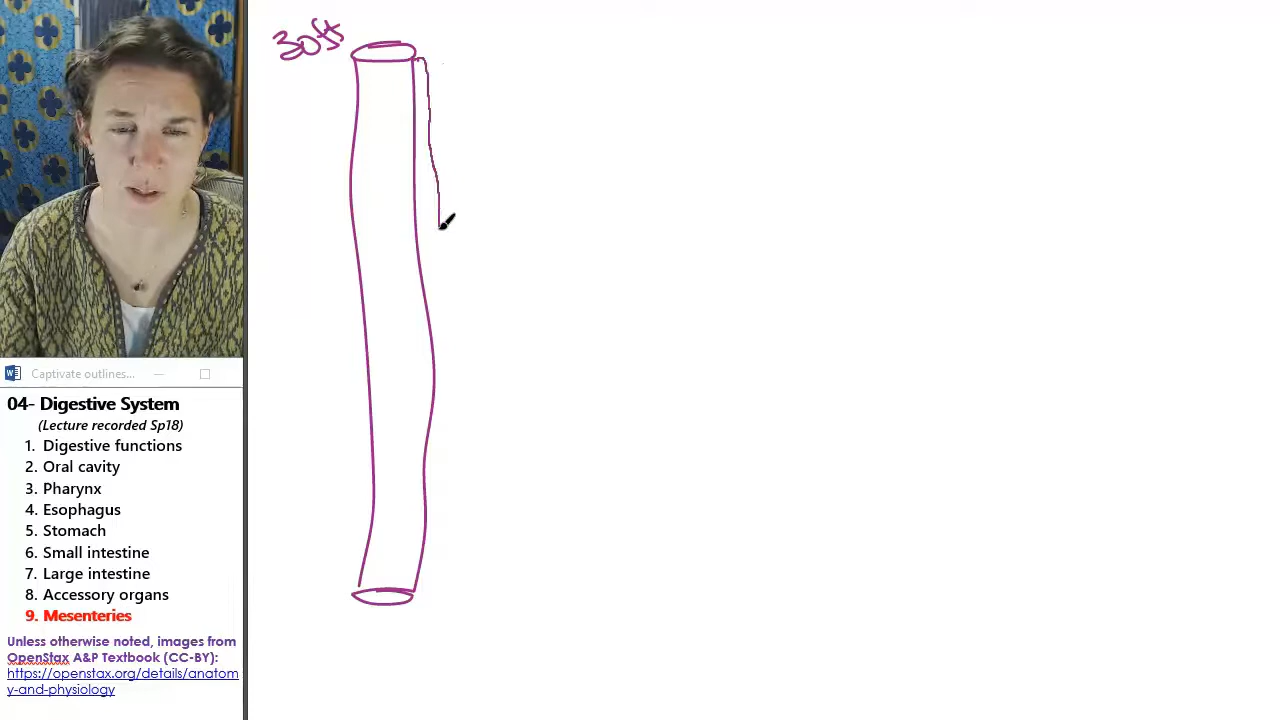 30ft
Captivate outlines...
04- Digestive System
(Lecture recorded Sp18)
1. Digestive functions
2. Oral cavity
3. Pharynx
4. Esophagus
5. Stomach
6. Small intestine
7. Large intestine
8. Accessory organs
9. Mesenteries
Unless otherwise noted, images from
OpenStax A&P Textbook (CC-BY):
https://openstax.org/details/anatom
y-and-physiology